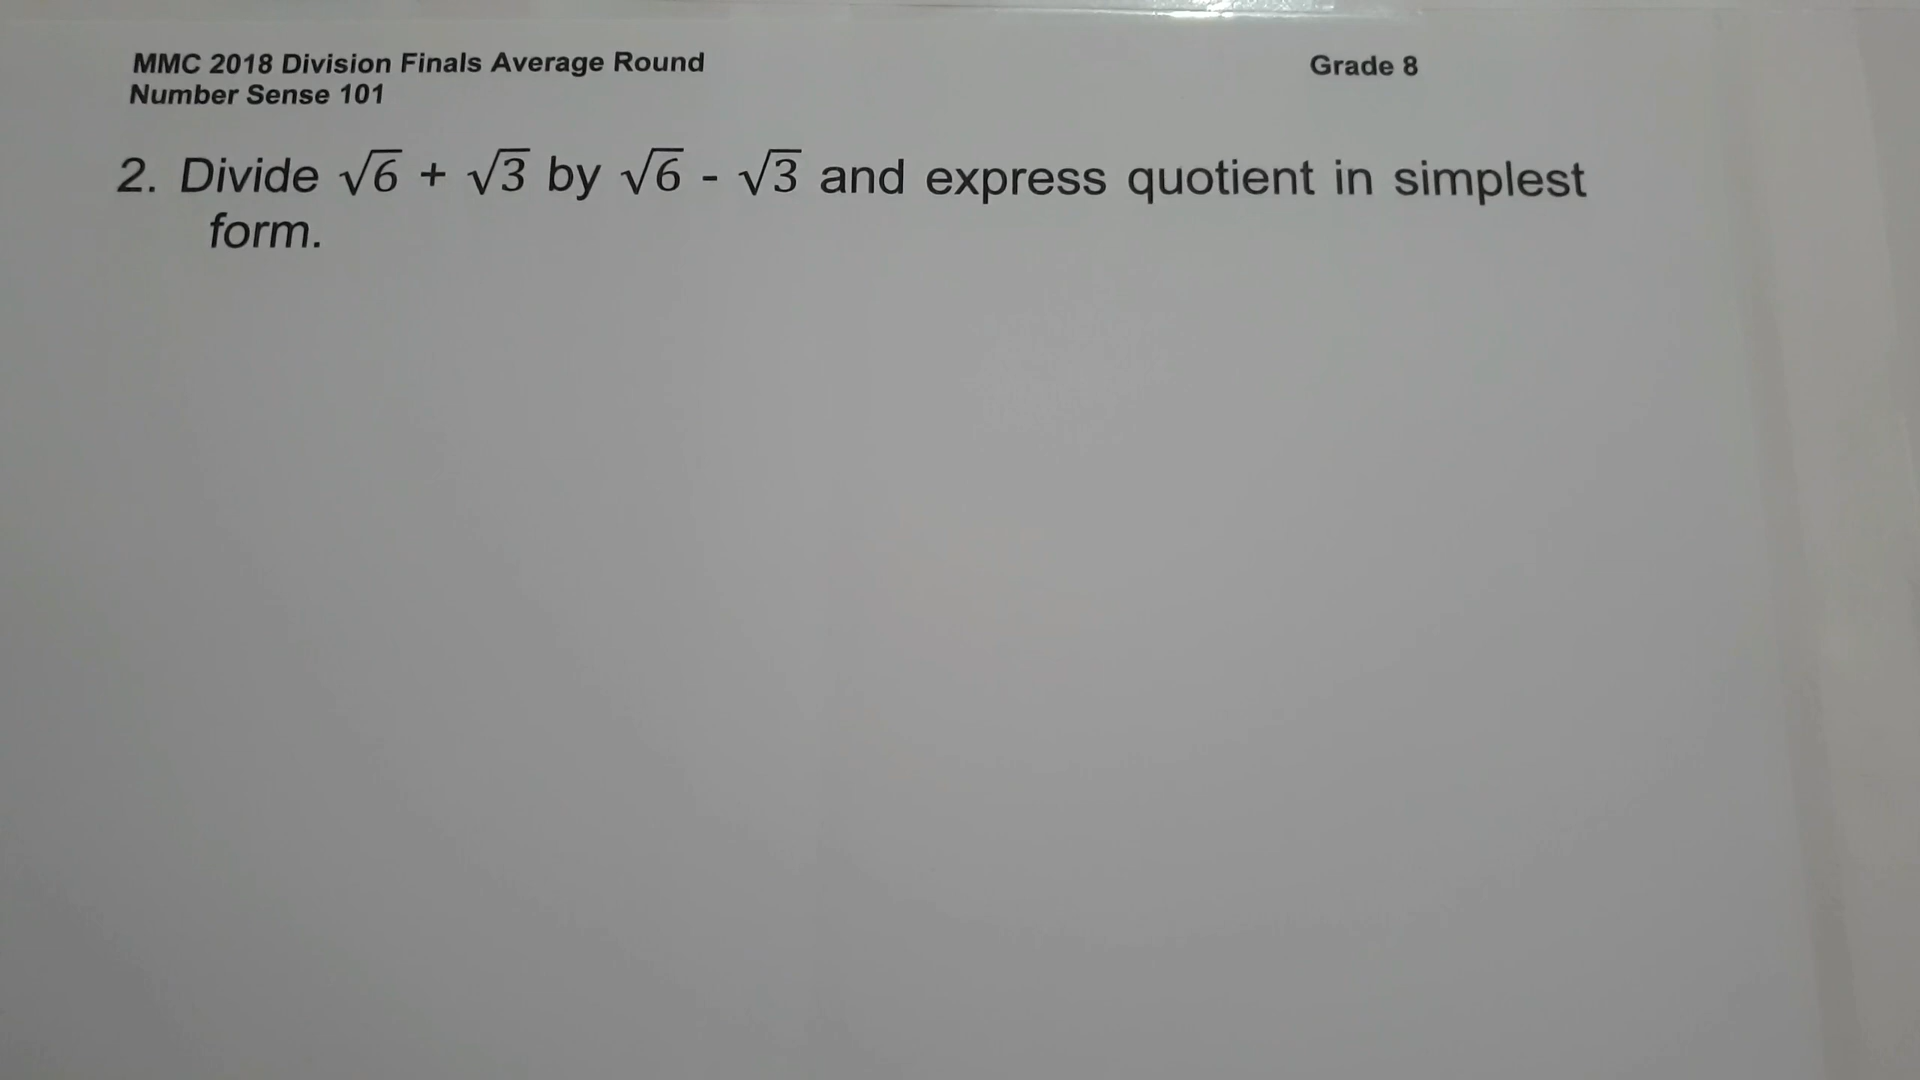 MMC 2018 Division Finals Average Round Grade 8
Number Sense 101
2. Divide √6 + √3 by √6 - √3 and express quotient in simplest
form.